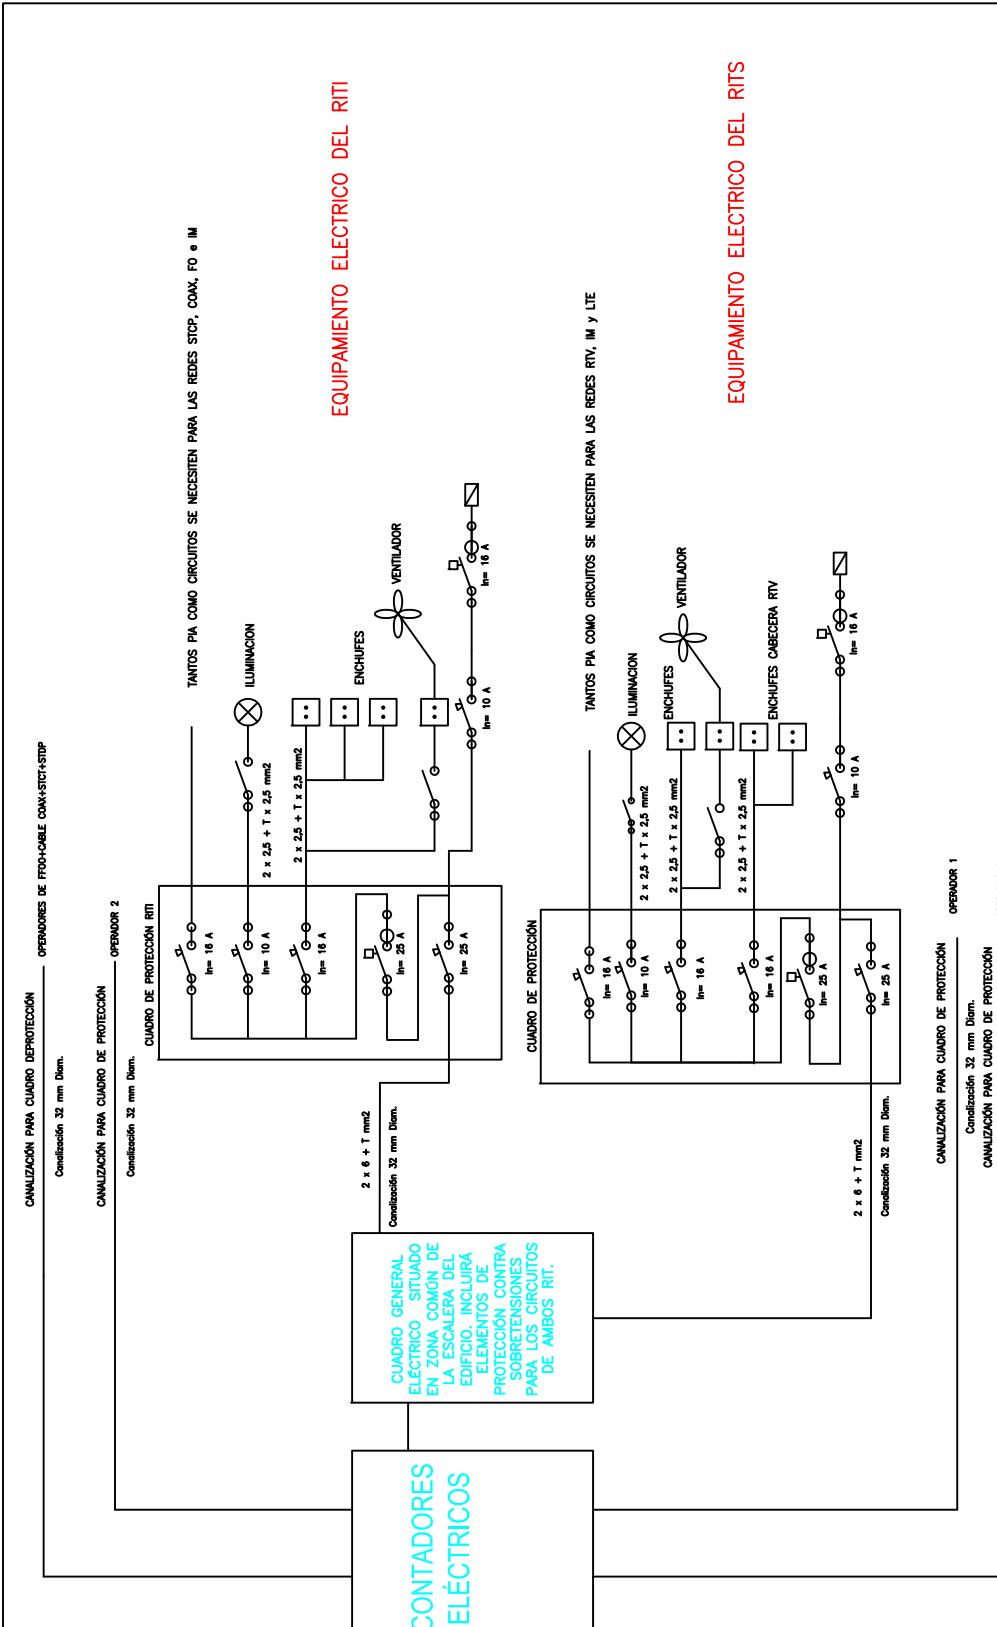 CANALIZACIÓN PARA CUADRO DEPROTECCIÓN
Canalización 32 mm Diam.
OPERADORES DE FFOO+CABLE COAX+STCT+STDP
CANALIZACIÓN PARA CUADRO DE PROTECCIÓN
Canalización 32 mm Diam.
OPERADOR 2
CUADRO DE PROTECCIÓN RITI
TANTOS PIA COMO CIRCUITOS SE NECESITEN PARA LAS REDES STCP, COAX, FO e IM
In= 16 A
ILUMINACION
In= 10 A
2 x 2,5 + T x 2,5 mm2
2 x 2,5 + T x 2,5 mm2
In= 16 A
ENCHUFES
VENTILADOR
In= 25 A
In= 25 A
In= 10 A
In= 16 A
EQUIPAMIENTO ELECTRICO DEL RITI
2 x 6 + T mm2
Canalización 32 mm Diam.
CUADRO GENERAL
ELÉCTRICO SITUADO
EN ZONA COMÚN DE
LA ESCALERA DEL
EDIFICIO. INCLUIRÁ
ELEMENTOS DE
PROTECCIÓN CONTRA
SOBRETENSIONES
PARA LOS CIRCUITOS
DE AMBOS RIT.
CONTADORES
ELÉCTRICOS
CUADRO DE PROTECCIÓN
TANTOS PIA COMO CIRCUITOS SE NECESITEN PARA LAS REDES RTV, IM y LTE
In= 16 A
ILUMINACION
In= 10 A
2 x 2,5 + T x 2,5 mm2
ENCHUFES
2 x 2,5 + T x 2,5 mm2
VENTILADOR
In= 16 A
2 x 2,5 + T x 2,5 mm2
In= 16 A
ENCHUFES CABECERA RTV
In= 25 A
In= 25 A
In= 10 A
In= 16 A
EQUIPAMIENTO ELECTRICO DEL RITS
2 x 6 + T mm2
Canalización 32 mm Diam.
CANALIZACIÓN PARA CUADRO DE PROTECCIÓN
OPERADOR 1
Canalización 32 mm Diam.
CANALIZACIÓN PARA CUADRO DE PROTECCIÓN